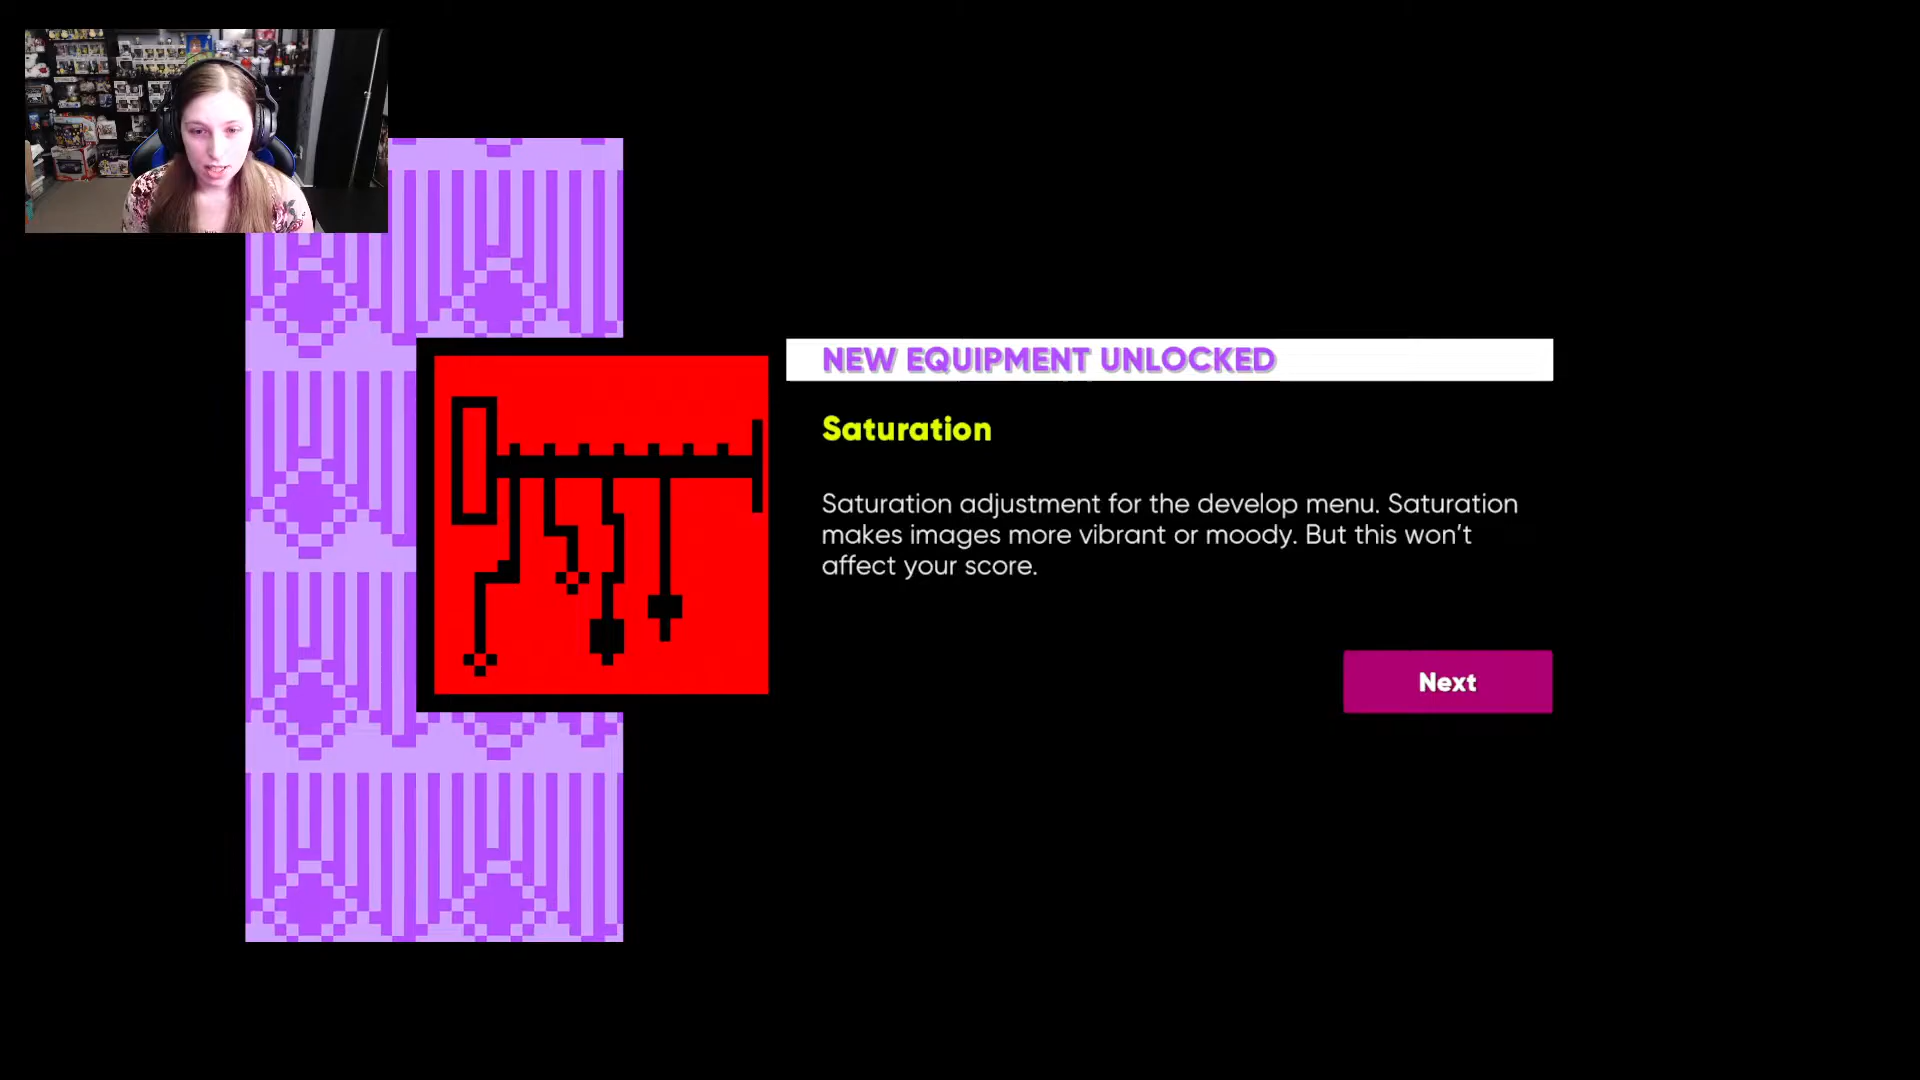 NEW EQUIPMENT UNLOCKED
Saturation
Saturation adjustment for the develop menu. Saturation
makes images more vibrant or moody. But this won't
affect your score.
Next